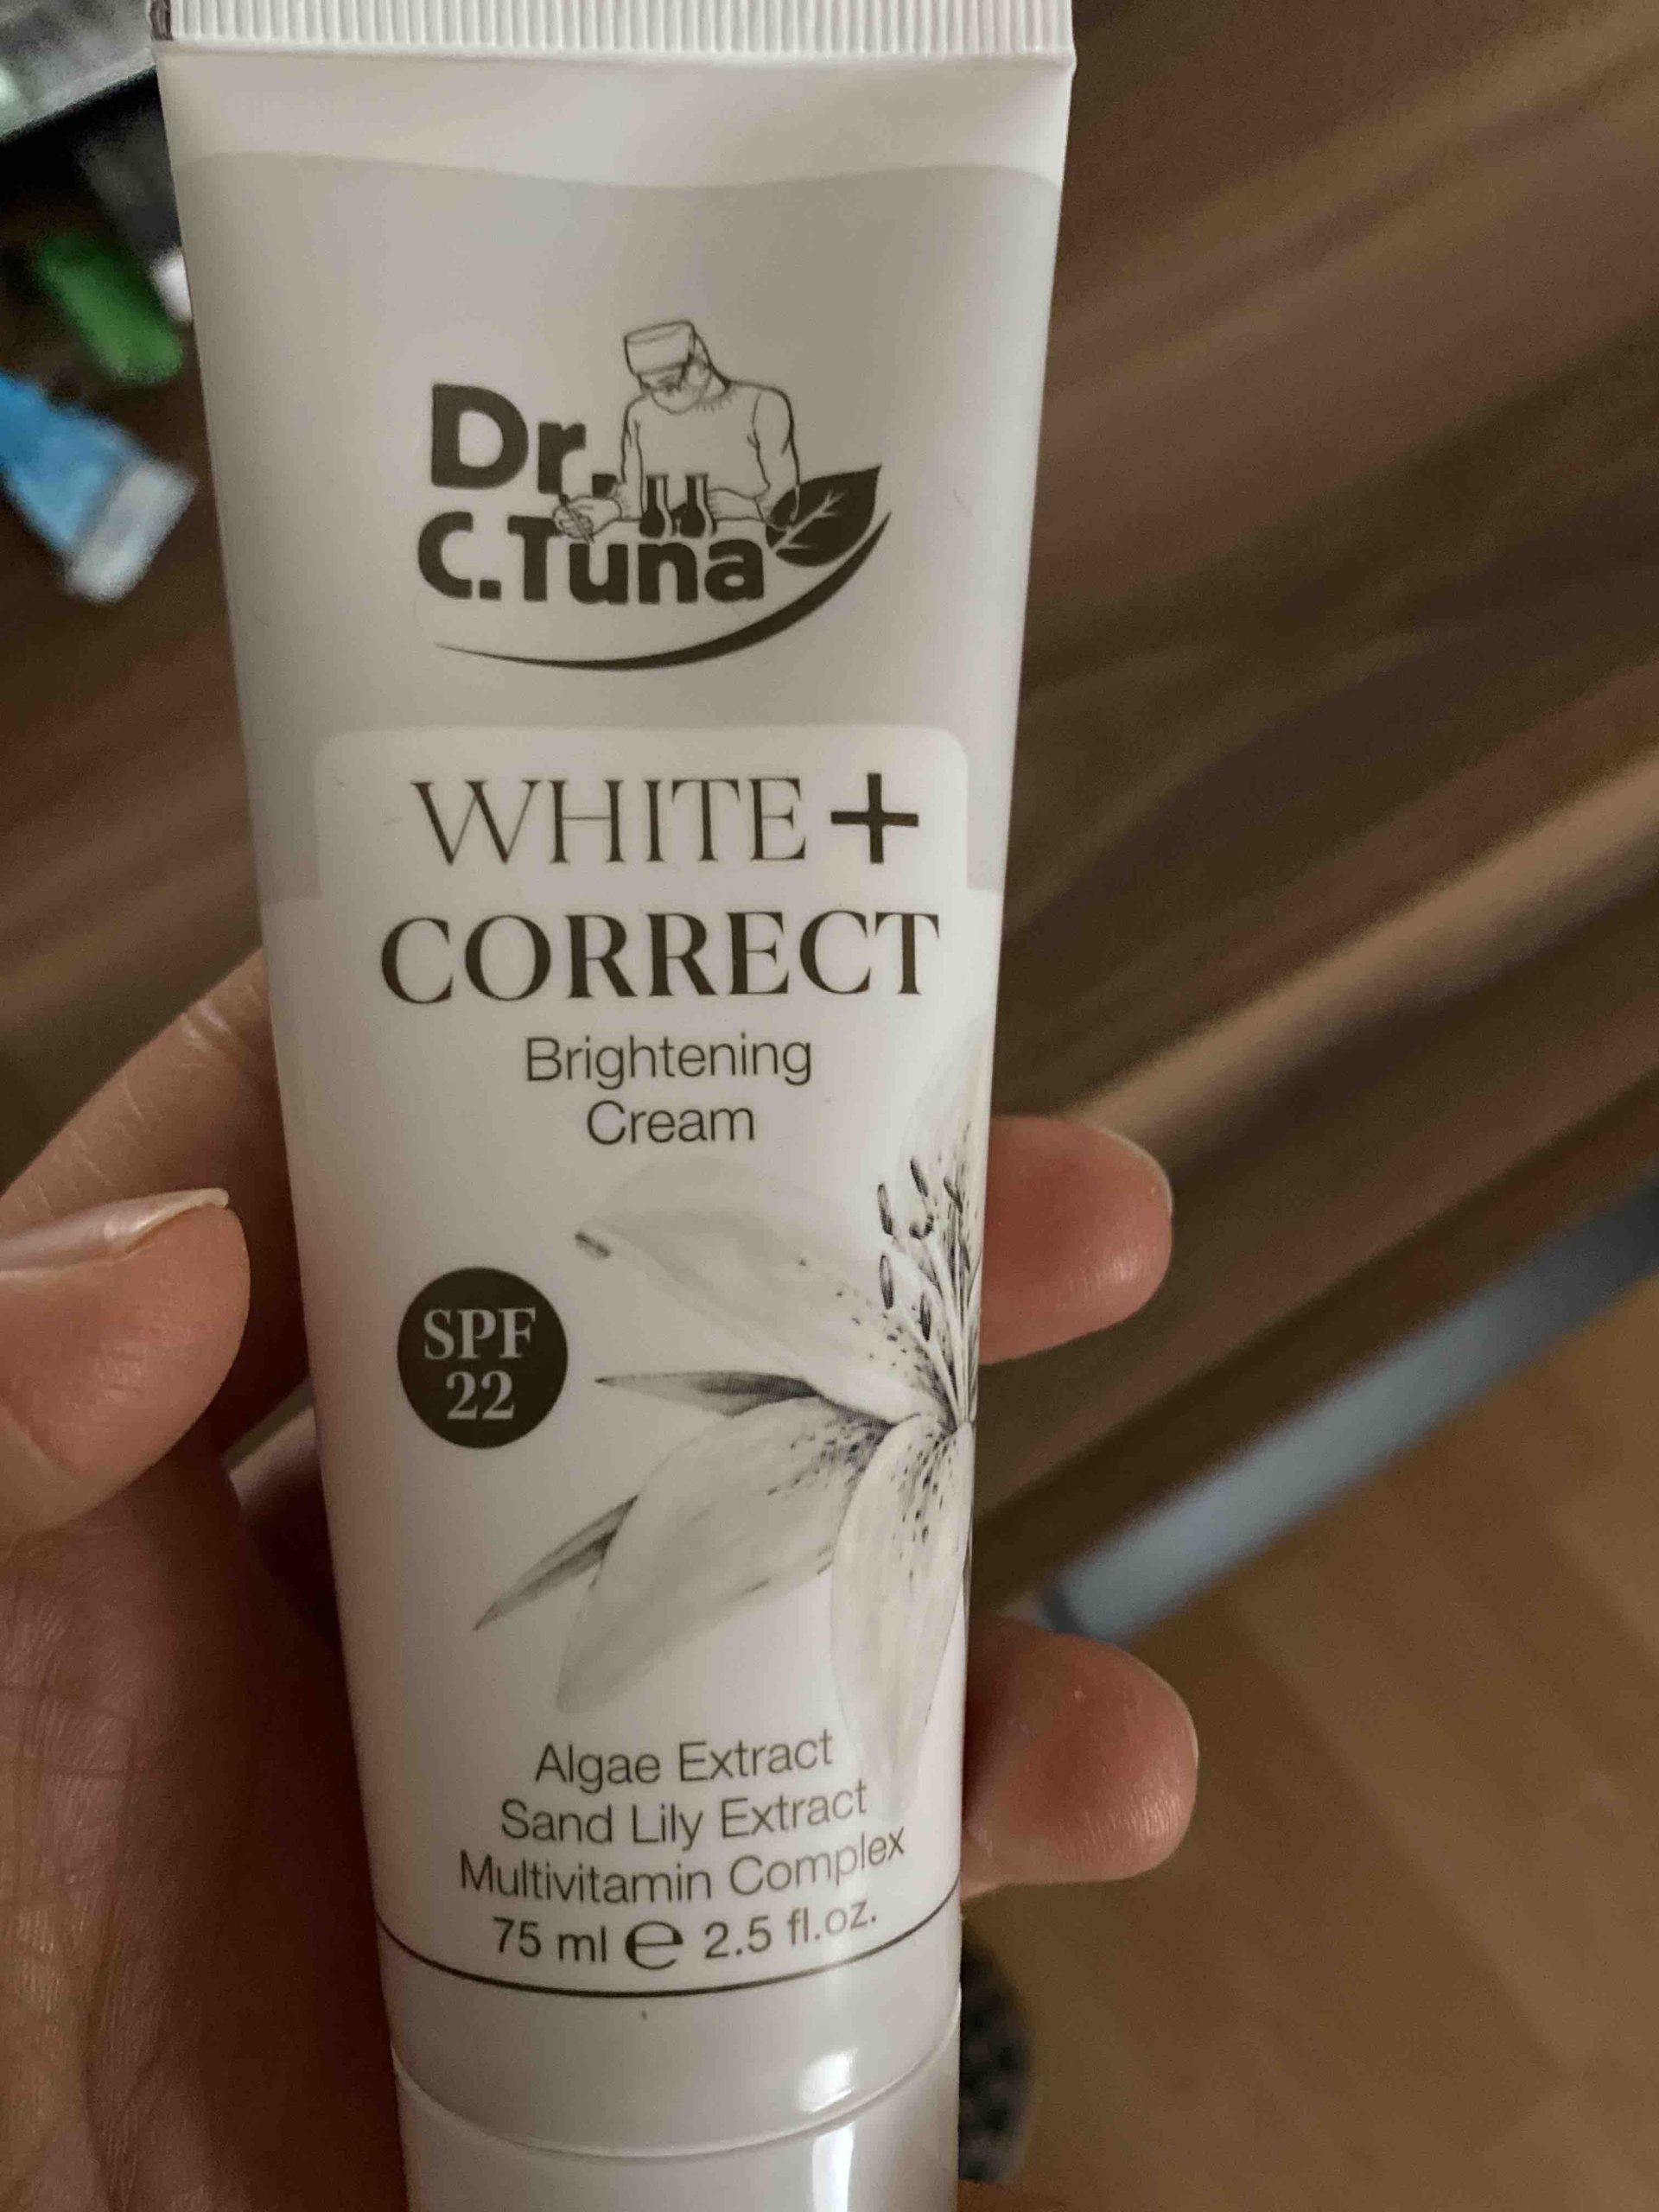 Dr.
C.Tuna
WHITE +
CORRECT
Brightening
Cream
SPF
22
Algae Extract
Sand Lily Extract
Multivitamin Complex
75 ml e 2.5 fl.oz.